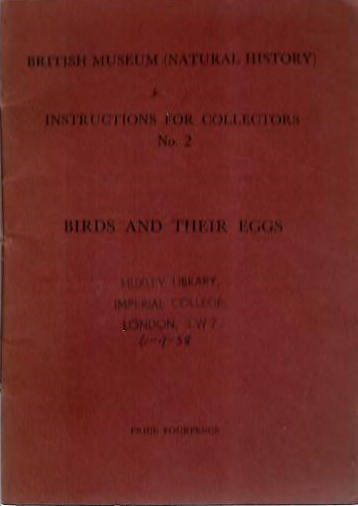 BRITISH MUSEUM (NATURAL HISTORY)
INSTRUCTIONS FOR COLLECTORS
No. 2
BIRDS AND THEIR EGGS
HUXLEY LIBRARY,
IMPERIAL COLLEGE,
LONDON, S.W.7.
PRICE FOURPENCE